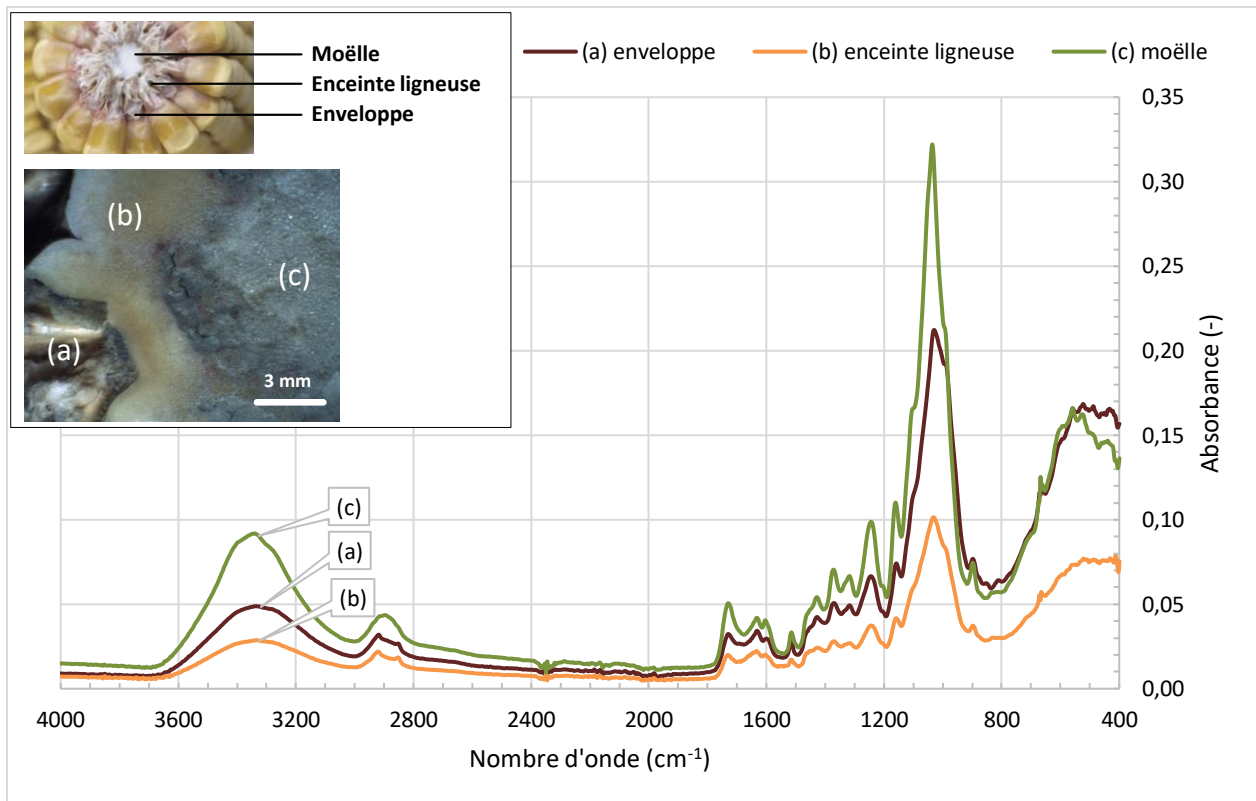 Moëlle
Enceinte ligneuse
Enveloppe
(b)
(c)
(a)
3 mm
(a) enveloppe (b) enceinte ligneuse (c) moëlle
0,35
0,30
0,25
0,20
0,15
0,10
0,05
0,00
Absorbance (-)
(c)
(a)
(b)
4000 3600 3200 2800 2400 2000 1600 1200 800 400
Nombre d'onde (cm⁻¹)